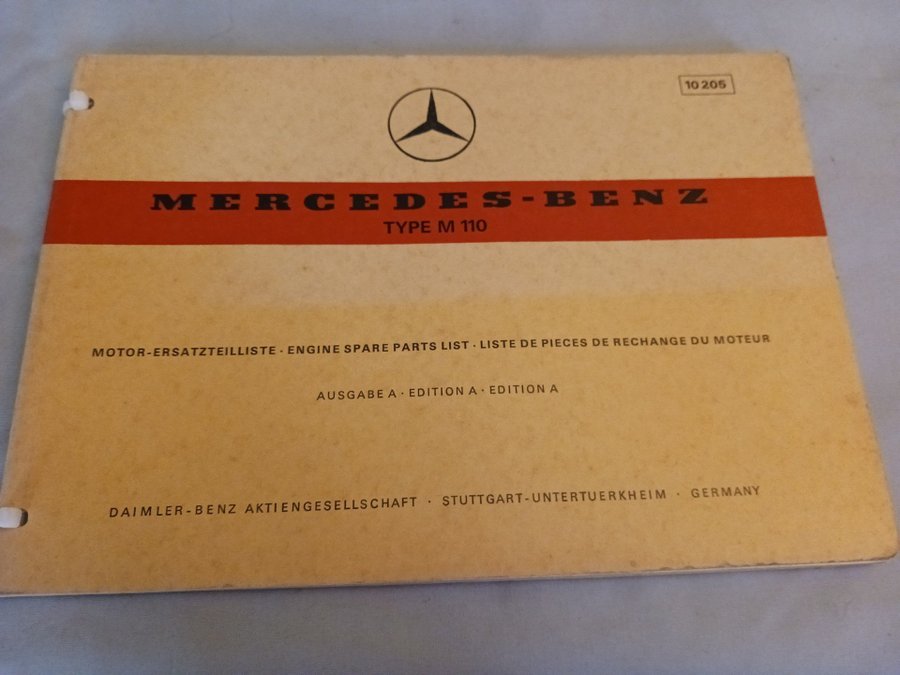 10 205
MERCEDES-BENZ
TYPE M 110
MOTOR-ERSATZTEILLISTE · ENGINE SPARE PARTS LIST · LISTE DE PIECES DE RECHANGE DU MOTEUR
AUSGABE A · EDITION A · EDITION A
DAIMLER-BENZ AKTIENGESELLSCHAFT · STUTTGART-UNTERTUERKHEIM · GERMANY